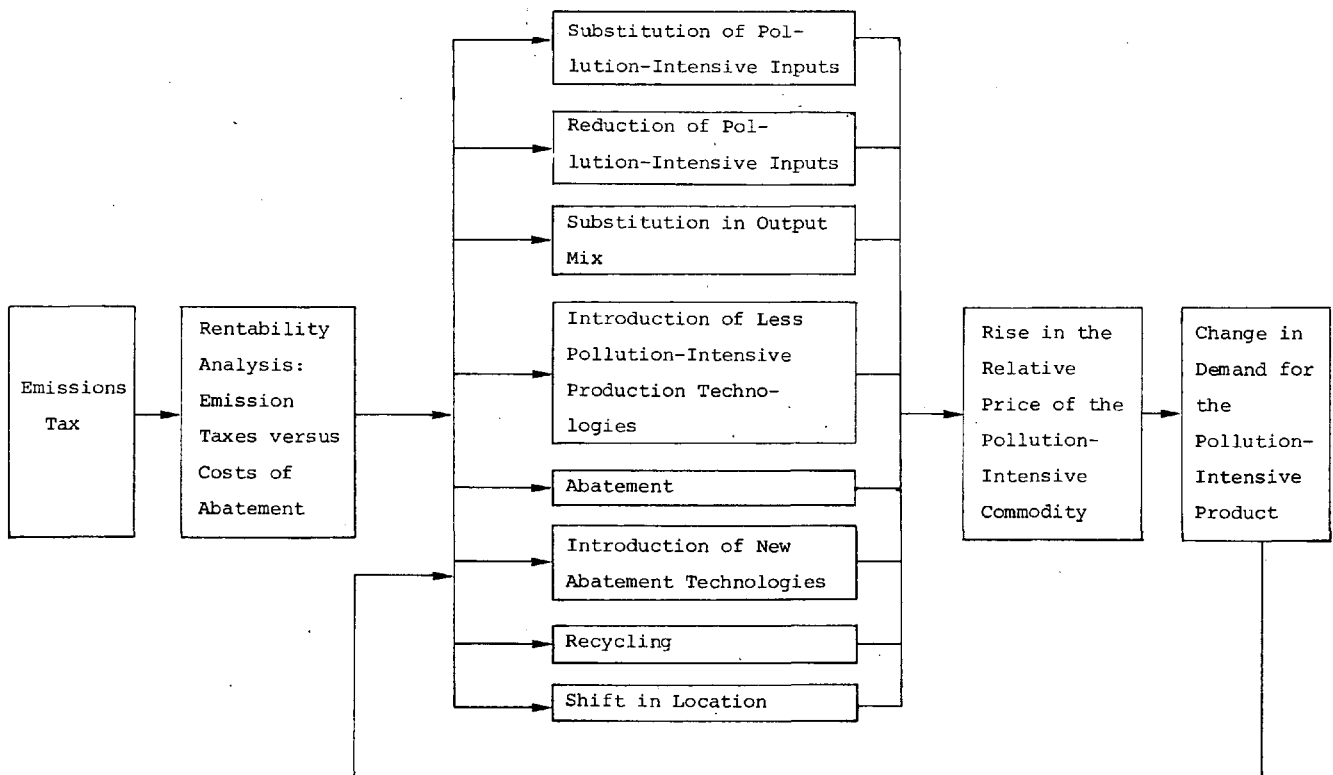 Emissions
Tax
Rentability
Analysis:
Emission
Taxes versus
Costs of
Abatement
Substitution of Pol-
lution-Intensive Inputs
Reduction of Pol-
lution-Intensive Inputs
Substitution in Output
Mix
Introduction of Less
Pollution-Intensive
Production Techno-
logies
Abatement
Introduction of New
Abatement Technologies
Recycling
Shift in Location
Rise in the
Relative
Price of the
Pollution-
Intensive
Commodity
Change in
Demand for
the
Pollution-
Intensive
Product